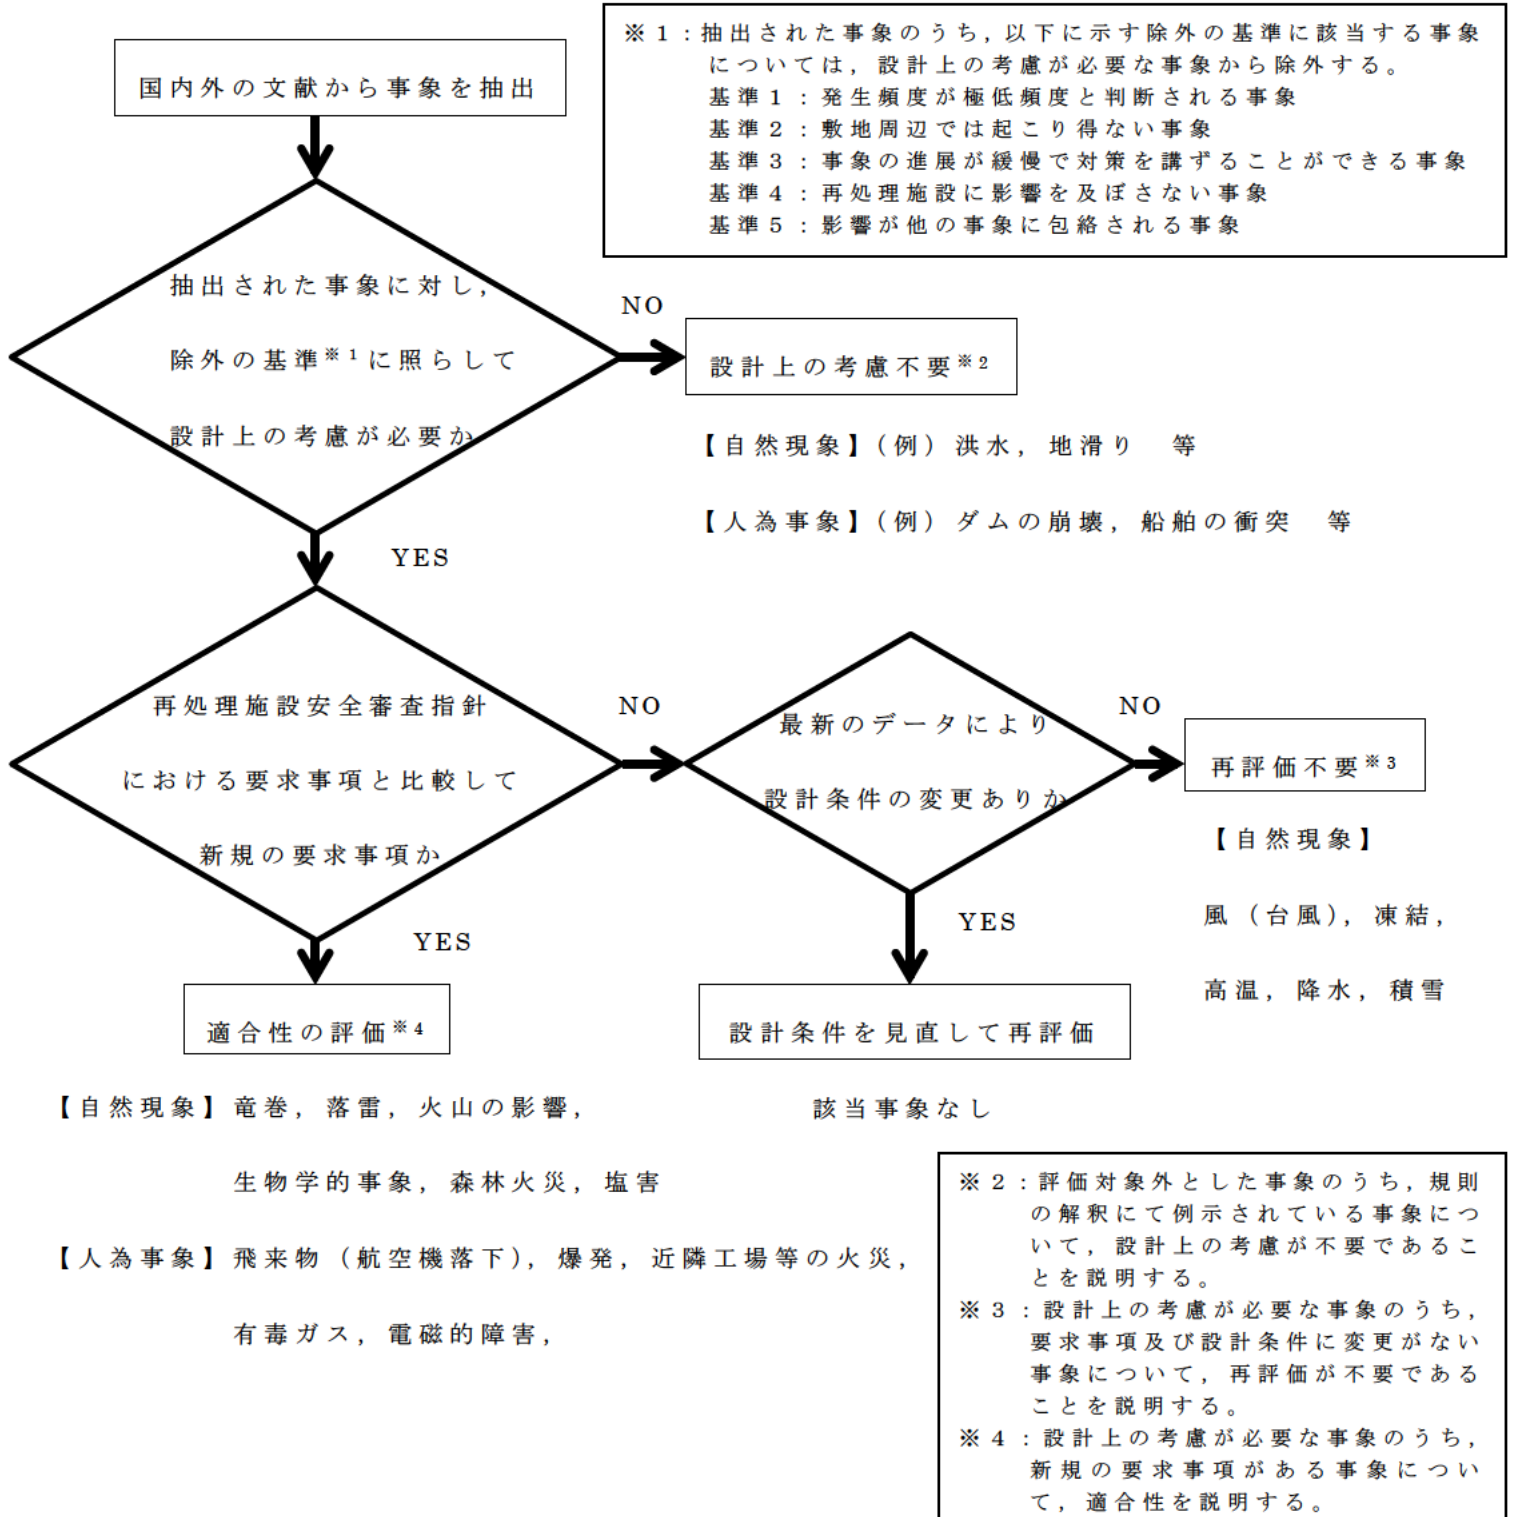 国内外の文献から事象を抽出
※1：抽出された事象のうち，以下に示す除外の基準に該当する事象
については，設計上の考慮が必要な事象から除外する。
基準1：発生頻度が極低頻度と判断される事象
基準2：敷地周辺では起こり得ない事象
基準3：事象の進展が緩慢で対策を講ずることができる事象
基準4：再処理施設に影響を及ぼさない事象
基準5：影響が他の事象に包絡される事象
抽出された事象に対し，
除外の基準※1に照らして
設計上の考慮が必要か
NO
設計上の考慮不要※2
【自然現象】（例）洪水，地滑り　等
【人為事象】（例）ダムの崩壊，船舶の衝突　等
YES
再処理施設安全審査指針
における要求事項と比較して
新規の要求事項か
NO
最新のデータにより
設計条件の変更ありか
NO
再評価不要※3
【自然現象】
風（台風），凍結，
高温，降水，積雪
YES
YES
適合性の評価※4
設計条件を見直して再評価
【自然現象】竜巻，落雷，火山の影響，
生物学的事象，森林火災，塩害
【人為事象】飛来物（航空機落下），爆発，近隣工場等の火災，
有毒ガス，電磁的障害，
該当事象なし
※2：評価対象外とした事象のうち，規則
の解釈にて例示されている事象につ
いて，設計上の考慮が不要であるこ
とを説明する。
※3：設計上の考慮が必要な事象のうち，
要求事項及び設計条件に変更がない
事象について，再評価が不要である
ことを説明する。
※4：設計上の考慮が必要な事象のうち，
新規の要求事項がある事象につい
て，適合性を説明する。